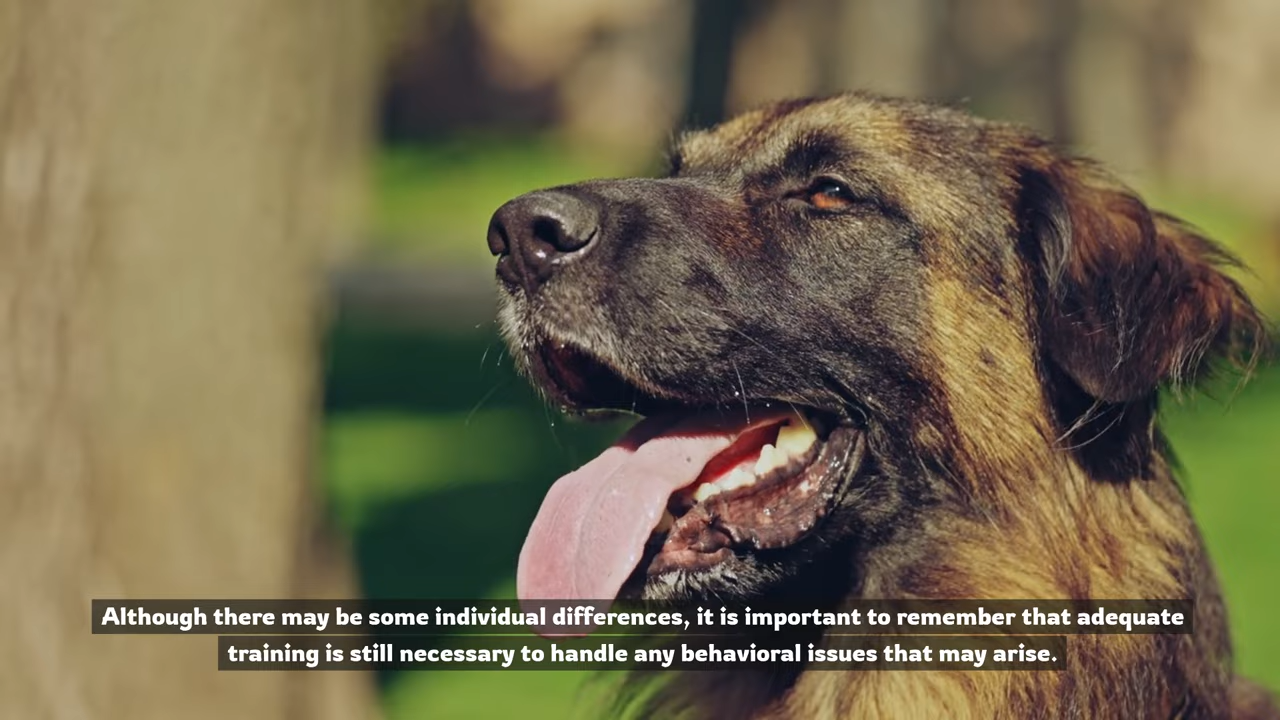 Although there may be some individual differences, it is important to remember that adequate
training is still necessary to handle any behavioral issues that may arise.